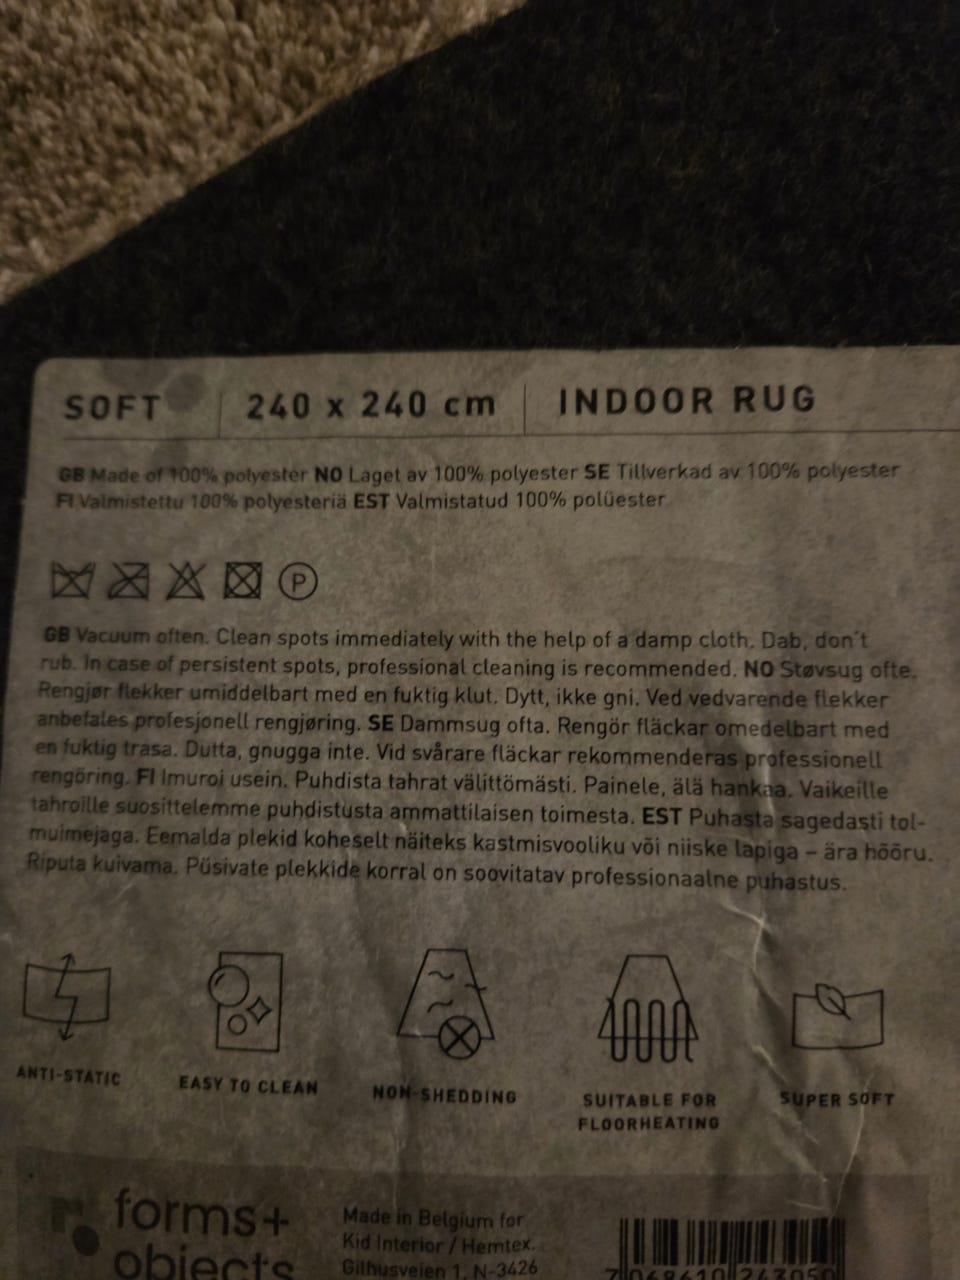 SOFT | 240 x 240 cm | INDOOR RUG
GB Made of 100% polyester NO Laget av 100% polyester SE Tillverkad av 100% polyester
FI Valmistettu 100% polyesteriä EST Valmistatud 100% polüester
P
GB Vacuum often. Clean spots immediately with the help of a damp cloth. Dab, don´t
rub. In case of persistent spots, professional cleaning is recommended. NO Støvsug ofte.
Rengjør flekker umiddelbart med en fuktig klut. Dytt, ikke gni. Ved vedvarende flekker
anbefales profesjonell rengjøring. SE Dammsug ofta. Rengör fläckar omedelbart med
en fuktig trasa. Dutta, gnugga inte. Vid svårare fläckar rekommenderas professionell
rengöring. FI Imuroi usein. Puhdista tahrat välittömästi. Painele, älä hankaa. Vaikeille
tahroille suosittelemme puhdistusta ammattilaisen toimesta. EST Puhasta sagedasti tol-
muimejaga. Eemalda plekid koheselt näiteks kastmisvooliku või niiske lapiga – ära hõõru.
Riputa kuivama. Püsivate plekkide korral on soovitatav professionaalne puhastus.
ANTI-STATIC
EASY TO CLEAN
NON-SHEDDING
SUITABLE FOR
FLOORHEATING
SUPER SOFT
forms+
objects
Made in Belgium for
Kid Interior / Hemtex.
Gilhusveien 1, N-3426